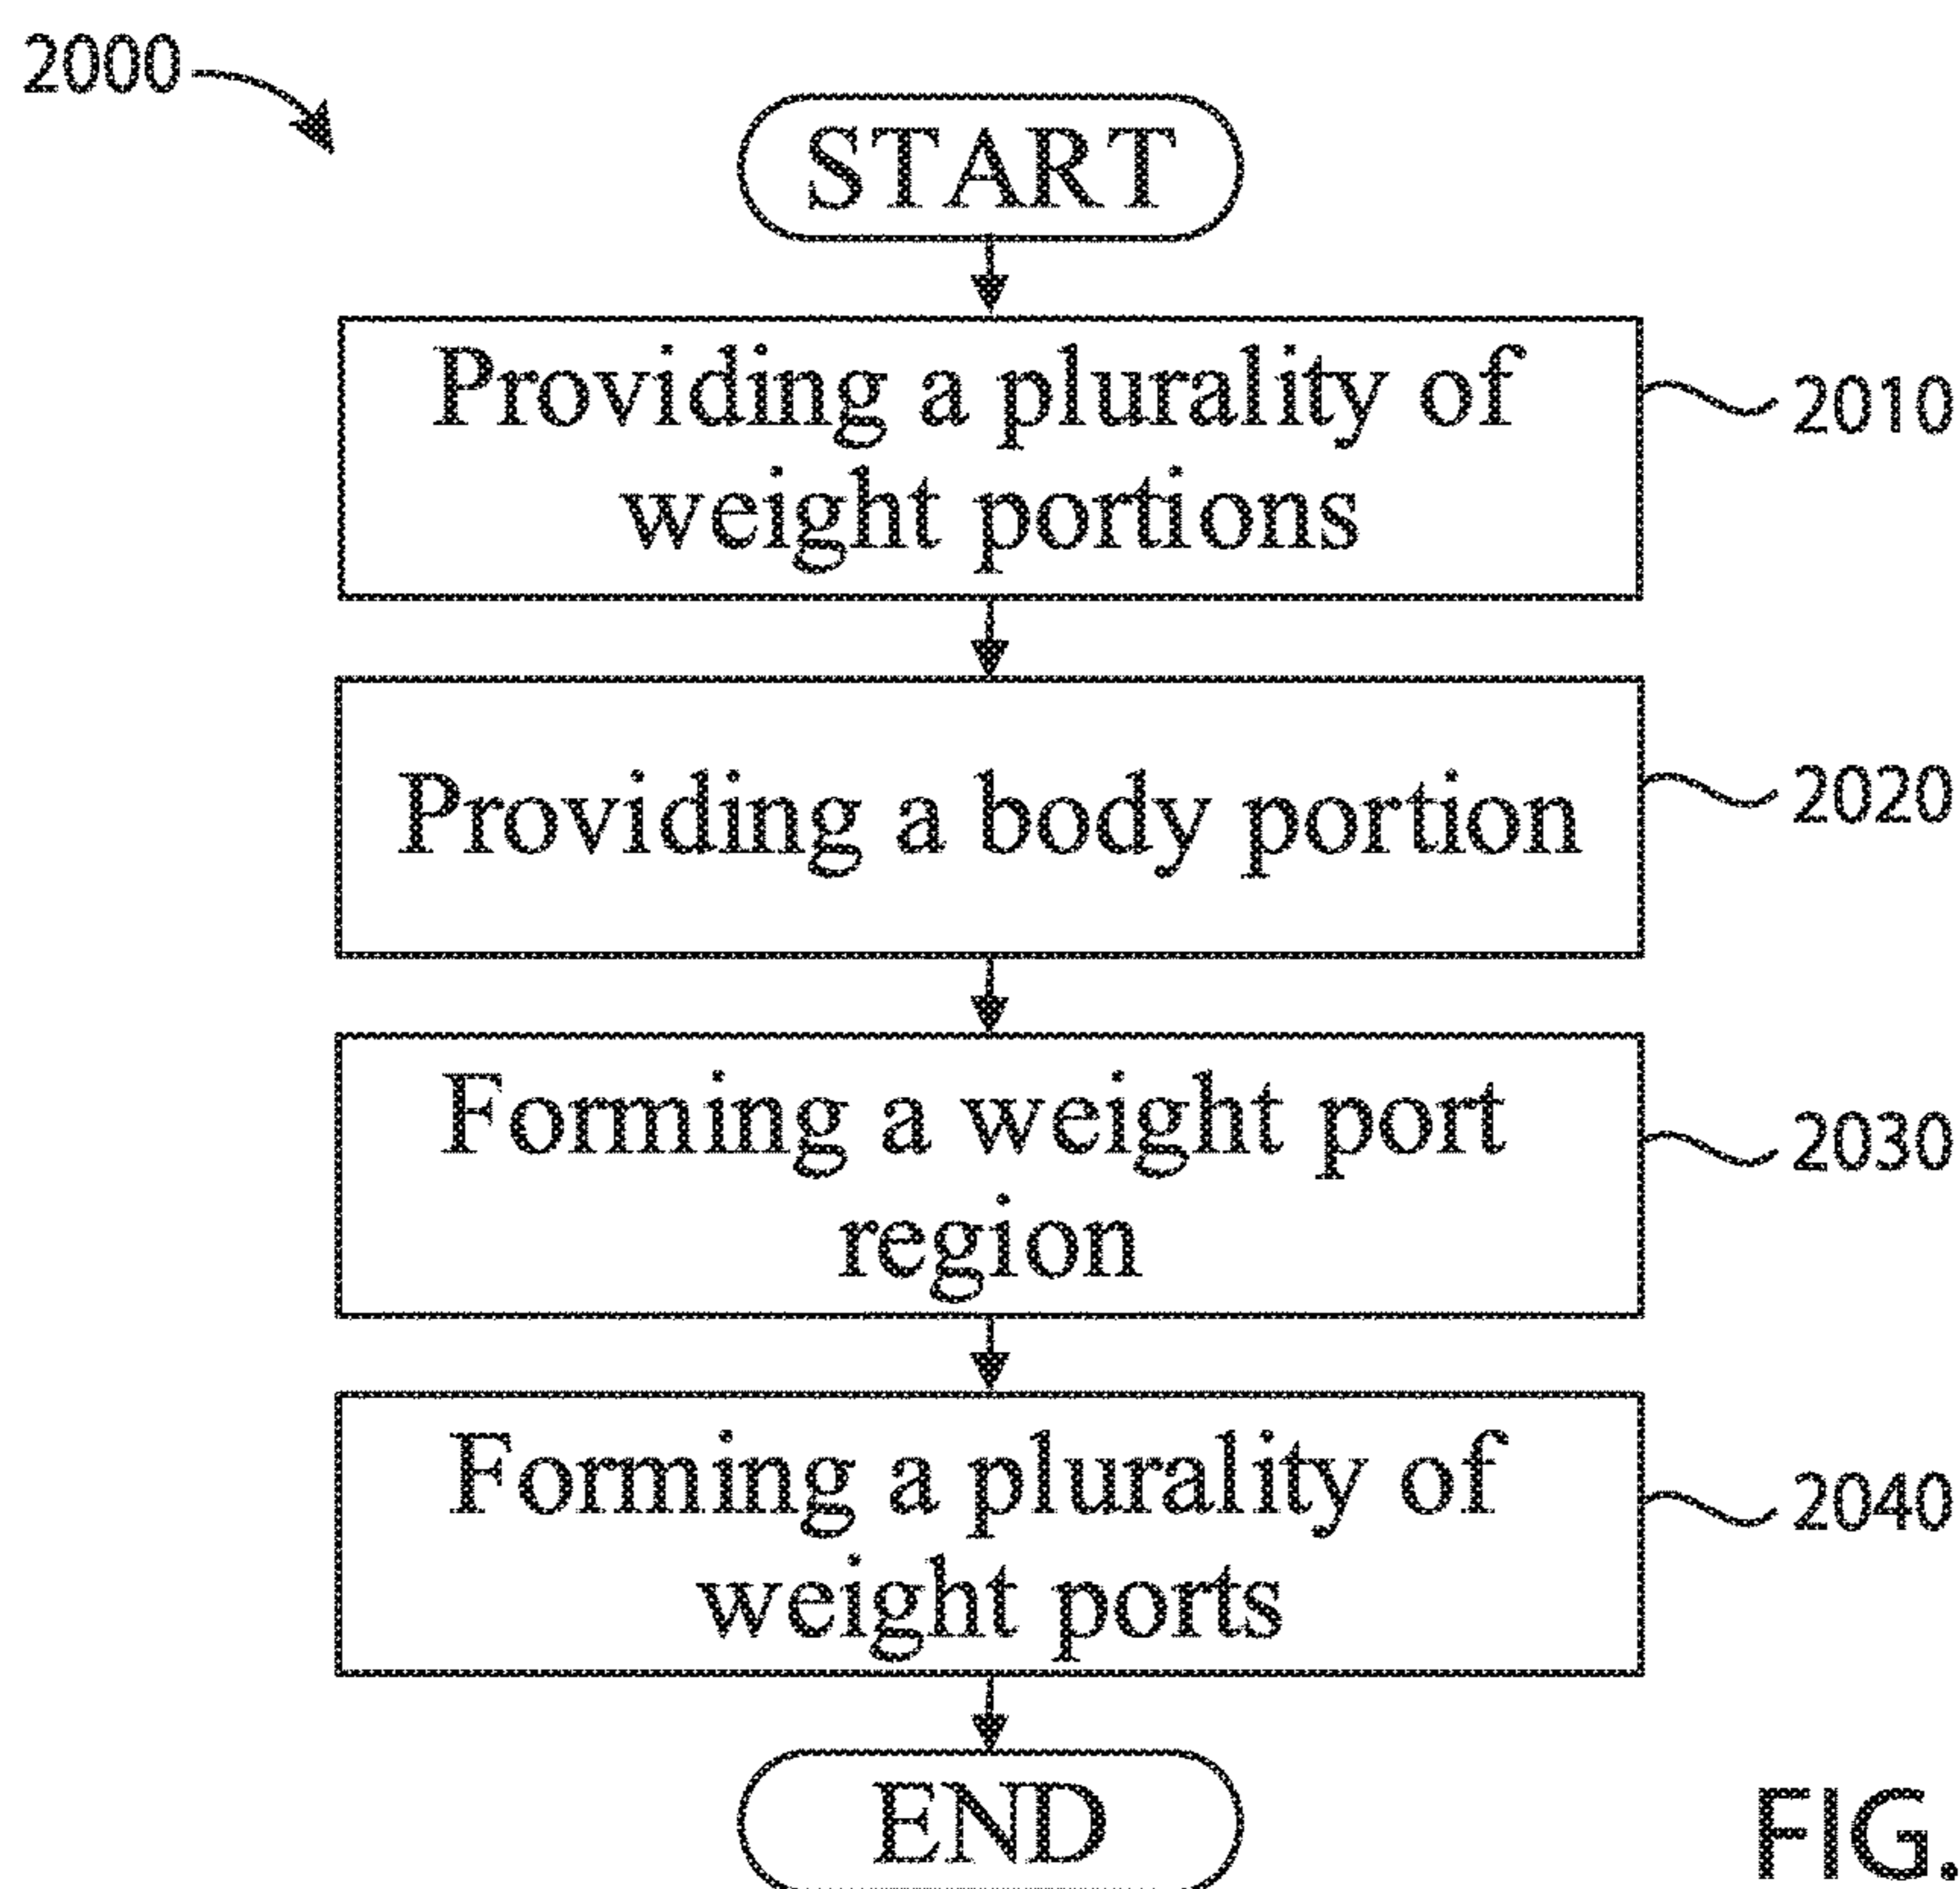 2000
START
Providing a plurality of
weight portions
2010
Providing a body portion
2020
Forming a weight port
region
2030
Forming a plurality of
weight ports
2040
END
FIG.